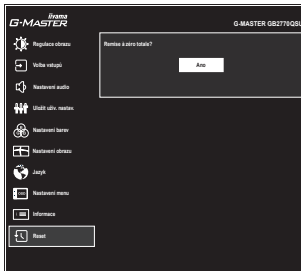 iiyama
G-MASTER
G-MASTER GB2770QSU
Regulace obrazu
Remise à zéro totale?
Volba vstupů
Ano
Nastavení audio
Uložit uživ. nastav.
Nastavení barev
Nastavení obrazu
Jazyk
OSD
Nastavení menu
Informace
Reset